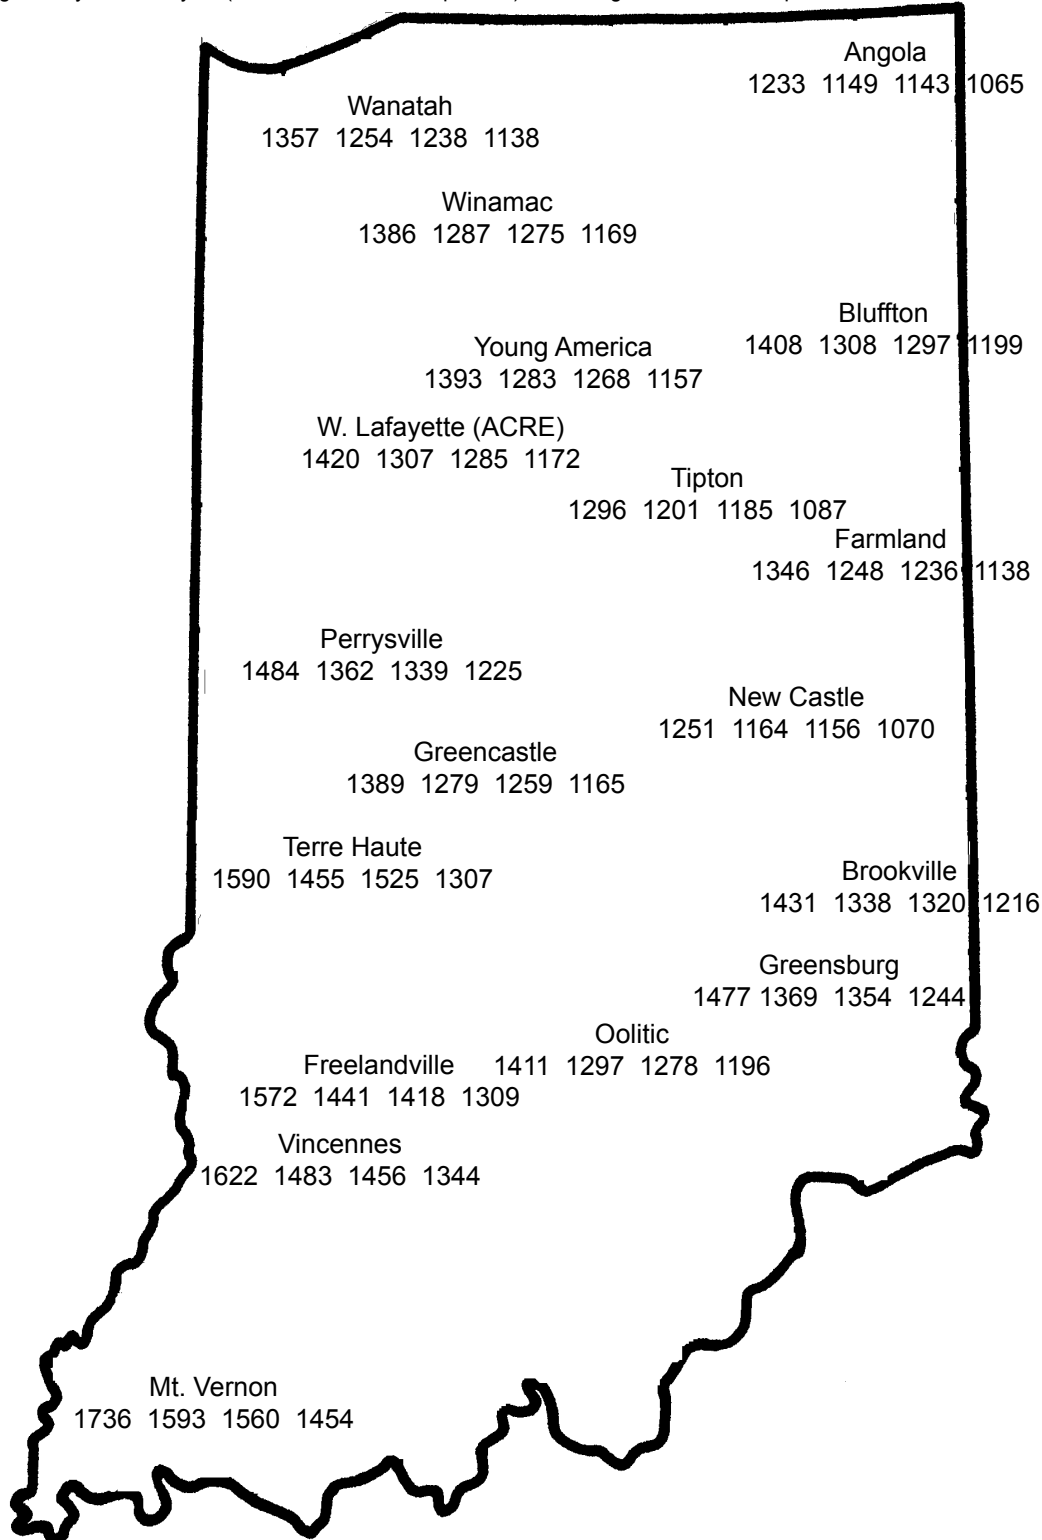 Angola
1233 1149 1143 1065
Wanatah
1357 1254 1238 1138
Winamac
1386 1287 1275 1169
Bluffton
1408 1308 1297 1199
Young America
1393 1283 1268 1157
W. Lafayette (ACRE)
1420 1307 1285 1172
Tipton
1296 1201 1185 1087
Farmland
1346 1248 1236 1138
Perrysville
1484 1362 1339 1225
New Castle
1251 1164 1156 1070
Greencastle
1389 1279 1259 1165
Terre Haute
1590 1455 1525 1307
Brookville
1431 1338 1320 1216
Greensburg
1477 1369 1354 1244
Oolitic
1411 1297 1278 1196
Freelandville
1572 1441 1418 1309
Vincennes
1622 1483 1456 1344
Mt. Vernon
1736 1593 1560 1454